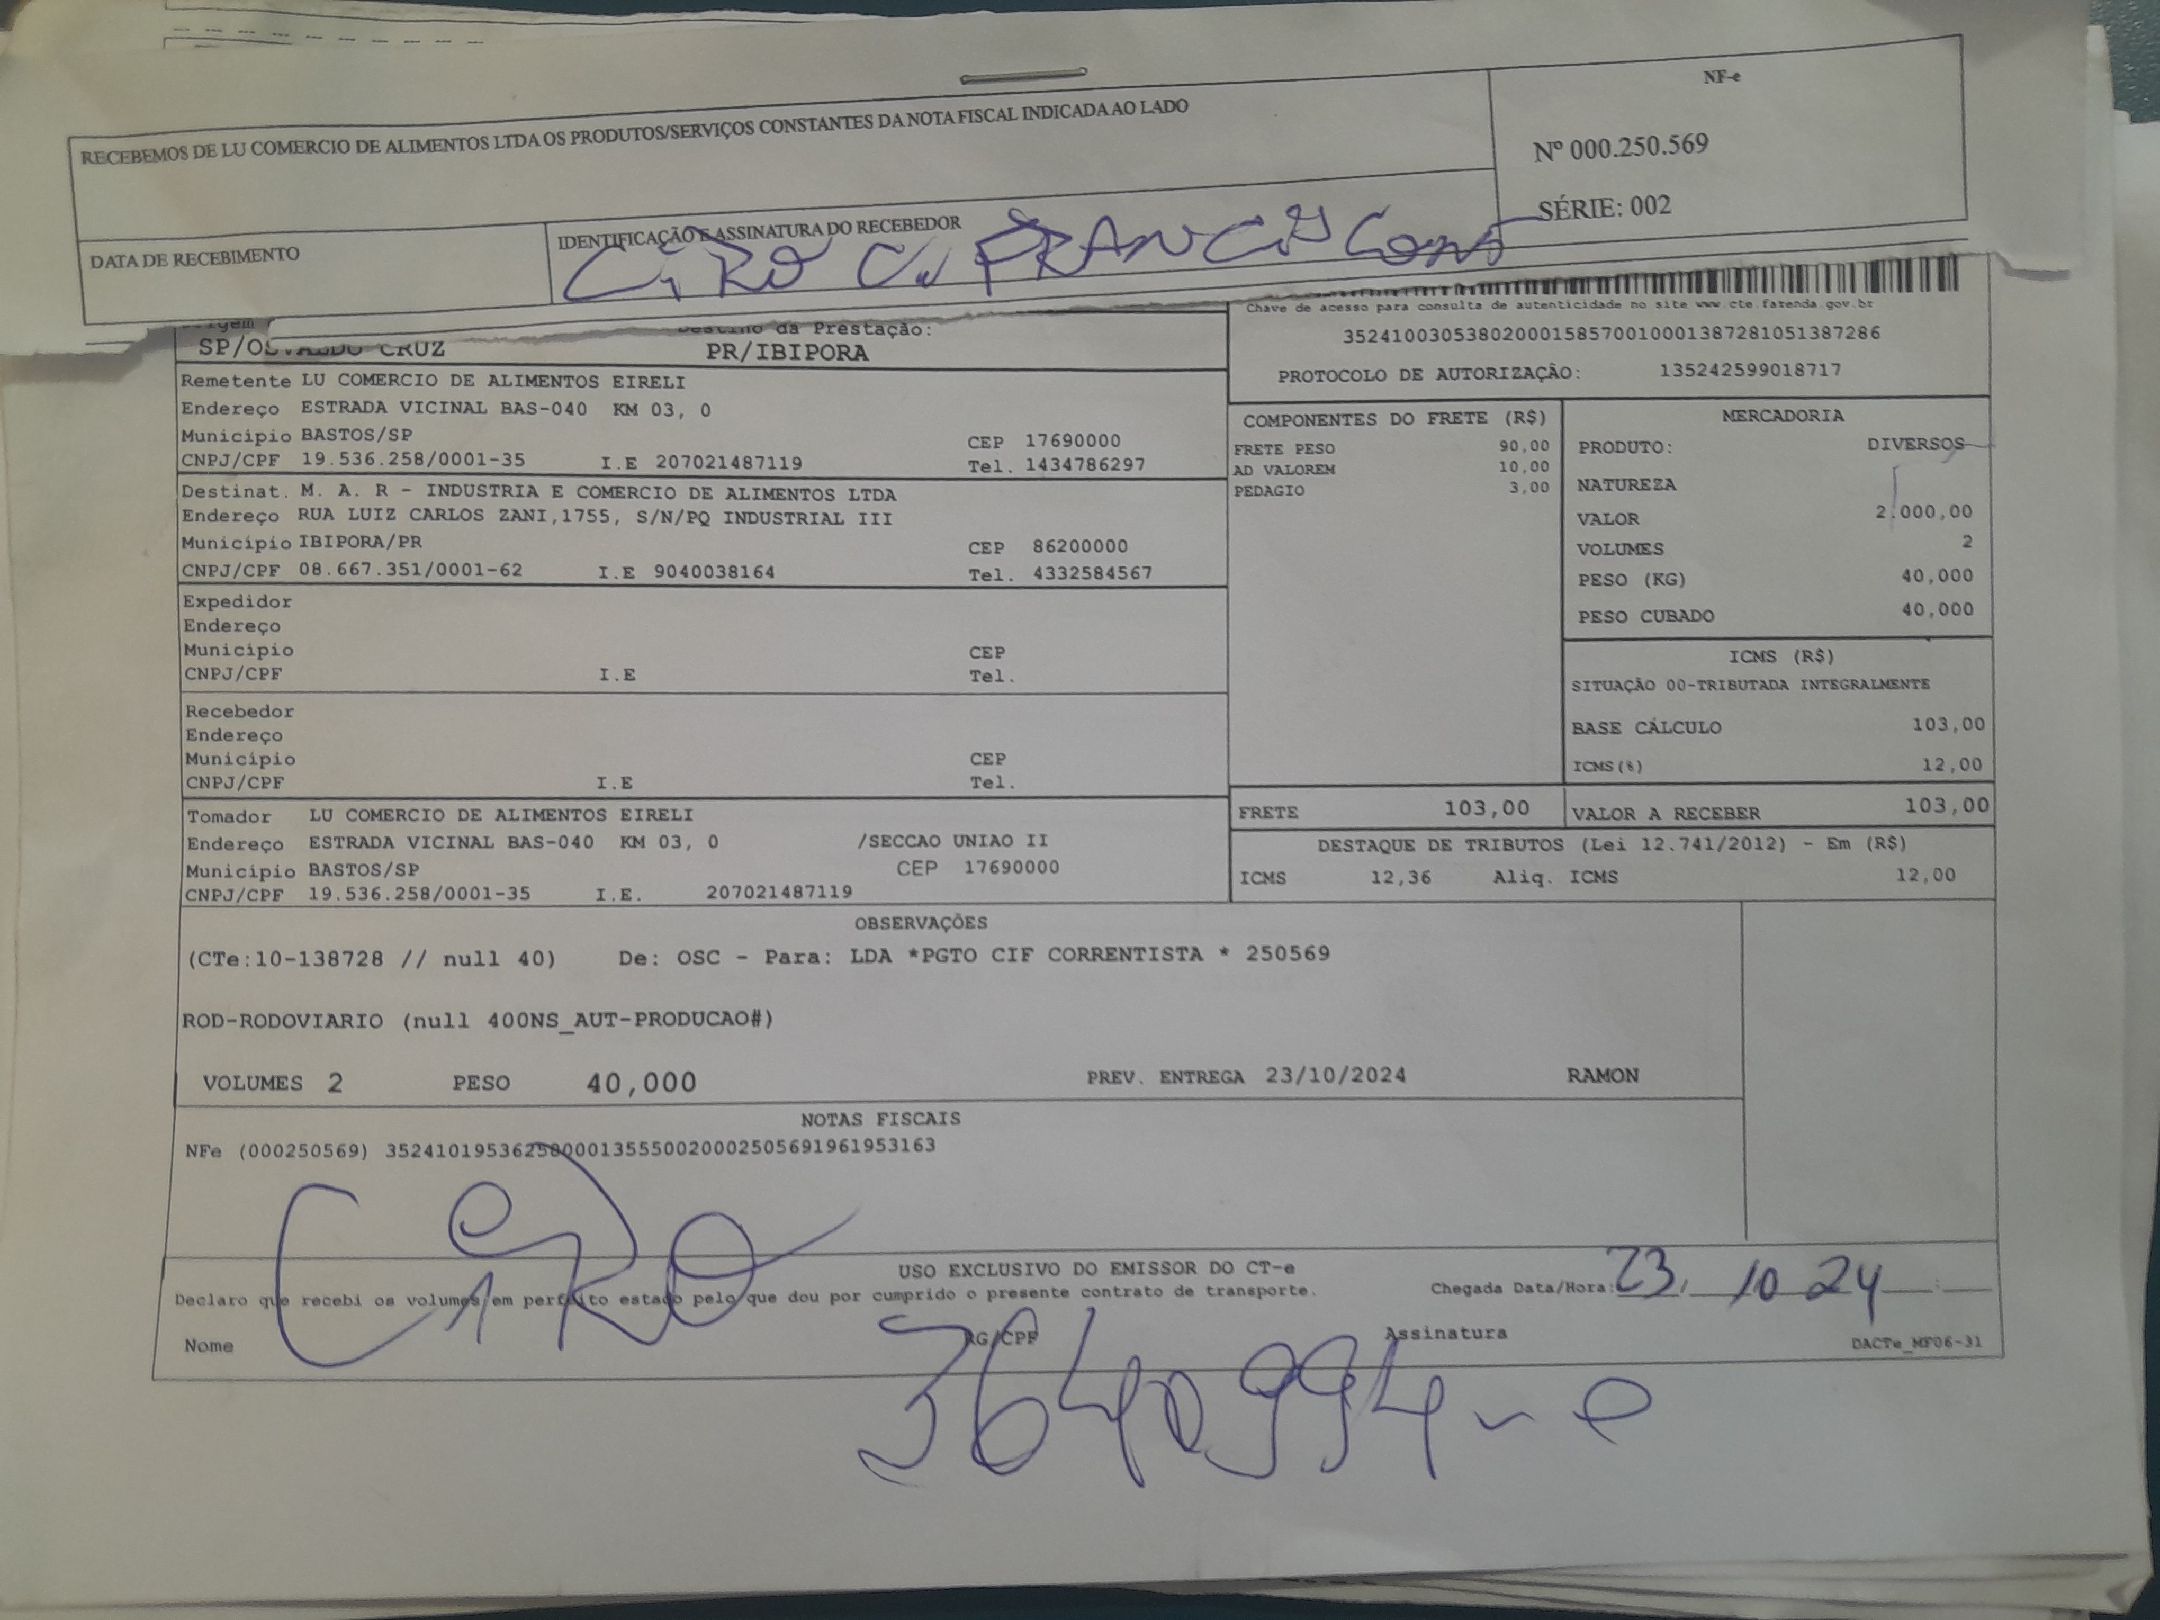 NF-e
RECEBEMOS DE LU COMERCIO DE ALIMENTOS LTDA OS PRODUTOS/SERVIÇOS CONSTANTES DA NOTA FISCAL INDICADA AO LADO
Nº 000.250.569
SÉRIE: 002
DATA DE RECEBIMENTO
IDENTIFICAÇÃO E ASSINATURA DO RECEBEDOR
CIRO
Destino da Prestação:
SP/OSVALDO CRUZ PR/IBIPORA
Chave de acesso para consulta de autenticidade no site www.cte.fazenda.gov.br
35241003053802000158570010001387281051387286
PROTOCOLO DE AUTORIZAÇÃO: 135242599018717
Remetente LU COMERCIO DE ALIMENTOS EIRELI
Endereço ESTRADA VICINAL BAS-040 KM 03, 0
Município BASTOS/SP CEP 17690000
CNPJ/CPF 19.536.258/0001-35 I.E 207021487119 Tel. 1434786297
Destinat. M. A. R - INDUSTRIA E COMERCIO DE ALIMENTOS LTDA
Endereço RUA LUIZ CARLOS ZANI,1755, S/N/PQ INDUSTRIAL III
Município IBIPORA/PR CEP 86200000
CNPJ/CPF 08.667.351/0001-62 I.E 9040038164 Tel. 4332584567
Expedidor
Endereço
Município CEP
CNPJ/CPF I.E Tel.
Recebedor
Endereço
Município CEP
CNPJ/CPF I.E Tel.
Tomador LU COMERCIO DE ALIMENTOS EIRELI
Endereço ESTRADA VICINAL BAS-040 KM 03, 0 /SECCAO UNIAO II
Município BASTOS/SP CEP 17690000
CNPJ/CPF 19.536.258/0001-35 I.E. 207021487119
COMPONENTES DO FRETE (R$)
FRETE PESO 90,00
AD VALOREM 10,00
PEDAGIO 3,00
MERCADORIA
PRODUTO: DIVERSOS
NATUREZA
VALOR 2.000,00
VOLUMES 2
PESO (KG) 40,000
PESO CUBADO 40,000
ICMS (R$)
SITUAÇÃO 00-TRIBUTADA INTEGRALMENTE
BASE CÁLCULO 103,00
ICMS(%) 12,00
FRETE 103,00 VALOR A RECEBER 103,00
DESTAQUE DE TRIBUTOS (Lei 12.741/2012) - Em (R$)
ICMS 12,36 Aliq. ICMS 12,00
OBSERVAÇÕES
(CTe:10-138728 // null 40) De: OSC - Para: LDA *PGTO CIF CORRENTISTA * 250569
ROD-RODOVIARIO (null 400NS_AUT-PRODUCAO#)
VOLUMES 2 PESO 40,000 PREV. ENTREGA 23/10/2024 RAMON
NOTAS FISCAIS
NFe (000250569) 35241019536258000135550020002505691961953163
USO EXCLUSIVO DO EMISSOR DO CT-e
Declaro que recebi os volumes em perfeito estado pelo que dou por cumprido o presente contrato de transporte.
Chegada Data/Hora: 23. 10 24
Nome CIRO RG/CPF Assinatura DACTe_MF06-31